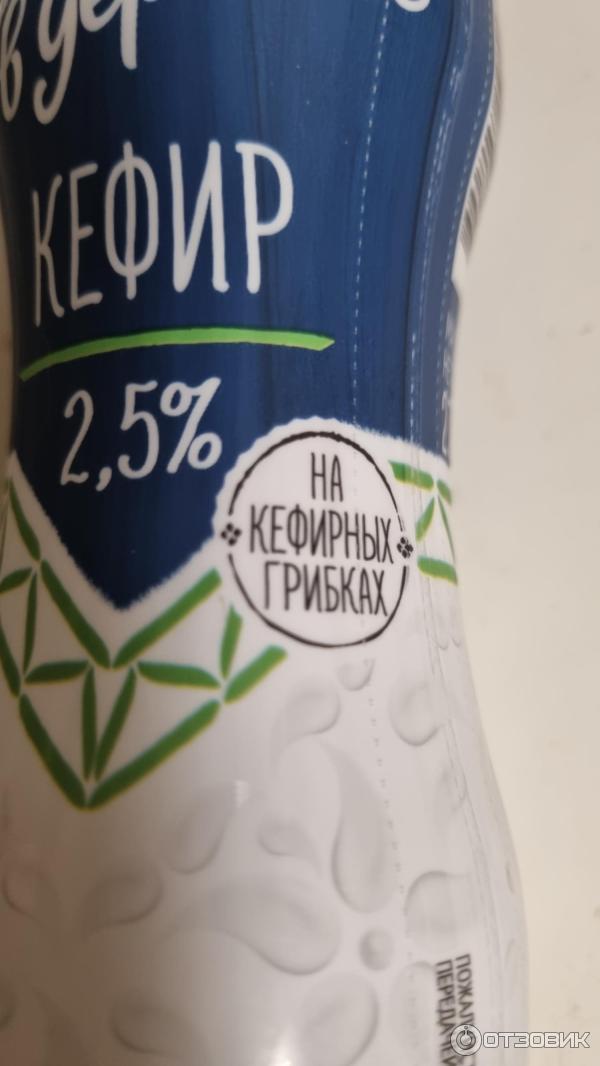 КЕФИР
2,5%
НА
КЕФИРНЫХ
ГРИБКАХ
ОТЗОВИК